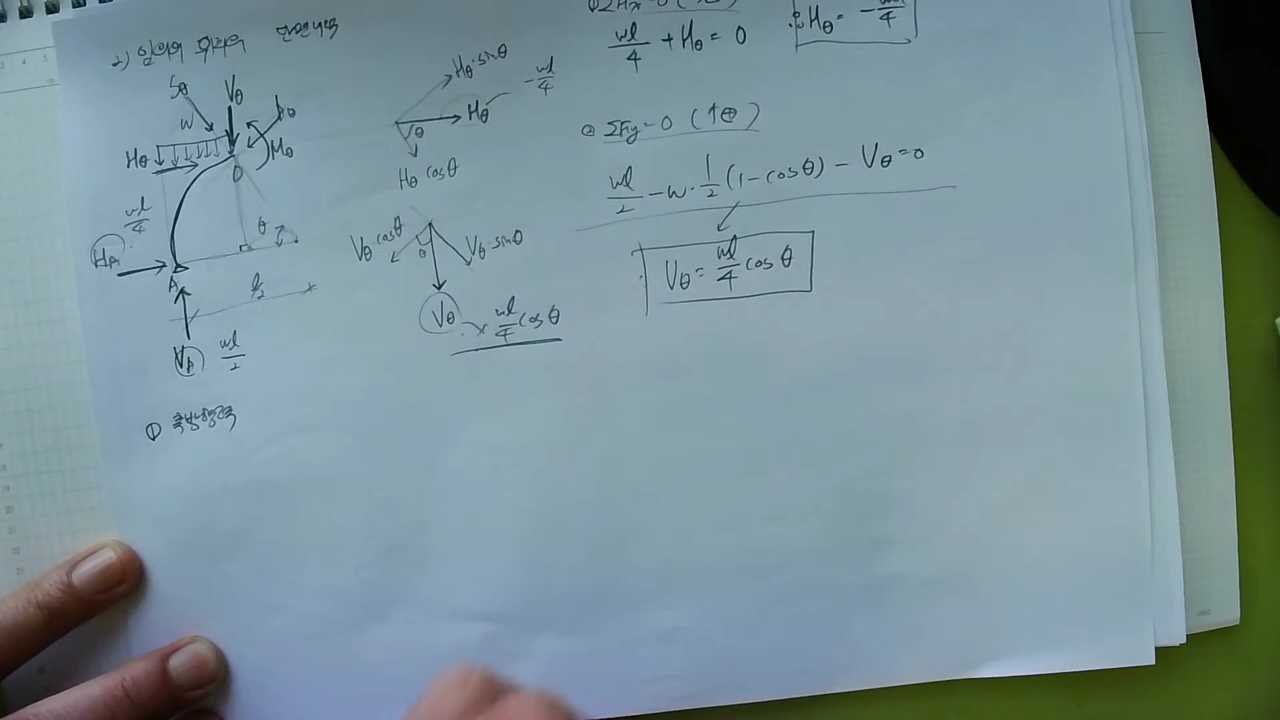 2) 임의의 위치의 단면력
Sθ
Vθ
w
Hθ
Mθ
D
wl/4
HA
θ
A
l/2
VA
wl/2
Hθ·sinθ
Hθ
-wl/4
θ
Hθ cosθ
Vθ cosθ
θ
Vθ·sinθ
Vθ
wl/4 cosθ
wl/4 + Hθ = 0
Hθ = -wl/4
② ΣFy=0 (↑⊕)
wl/2 - w·1/2(1-cosθ) - Vθ=0
Vθ = wl/4 cosθ
① 축방향력